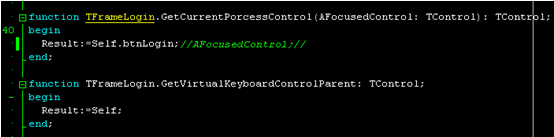 function TFrameLogin.GetCurrentPorcessControl(AFocusedControl: TControl): TControl;
40 begin
Result:=Self.btnLogin;//AFocusedControl;//
end;
function TFrameLogin.GetVirtualKeyboardControlParent: TControl;
begin
Result:=Self;
end;